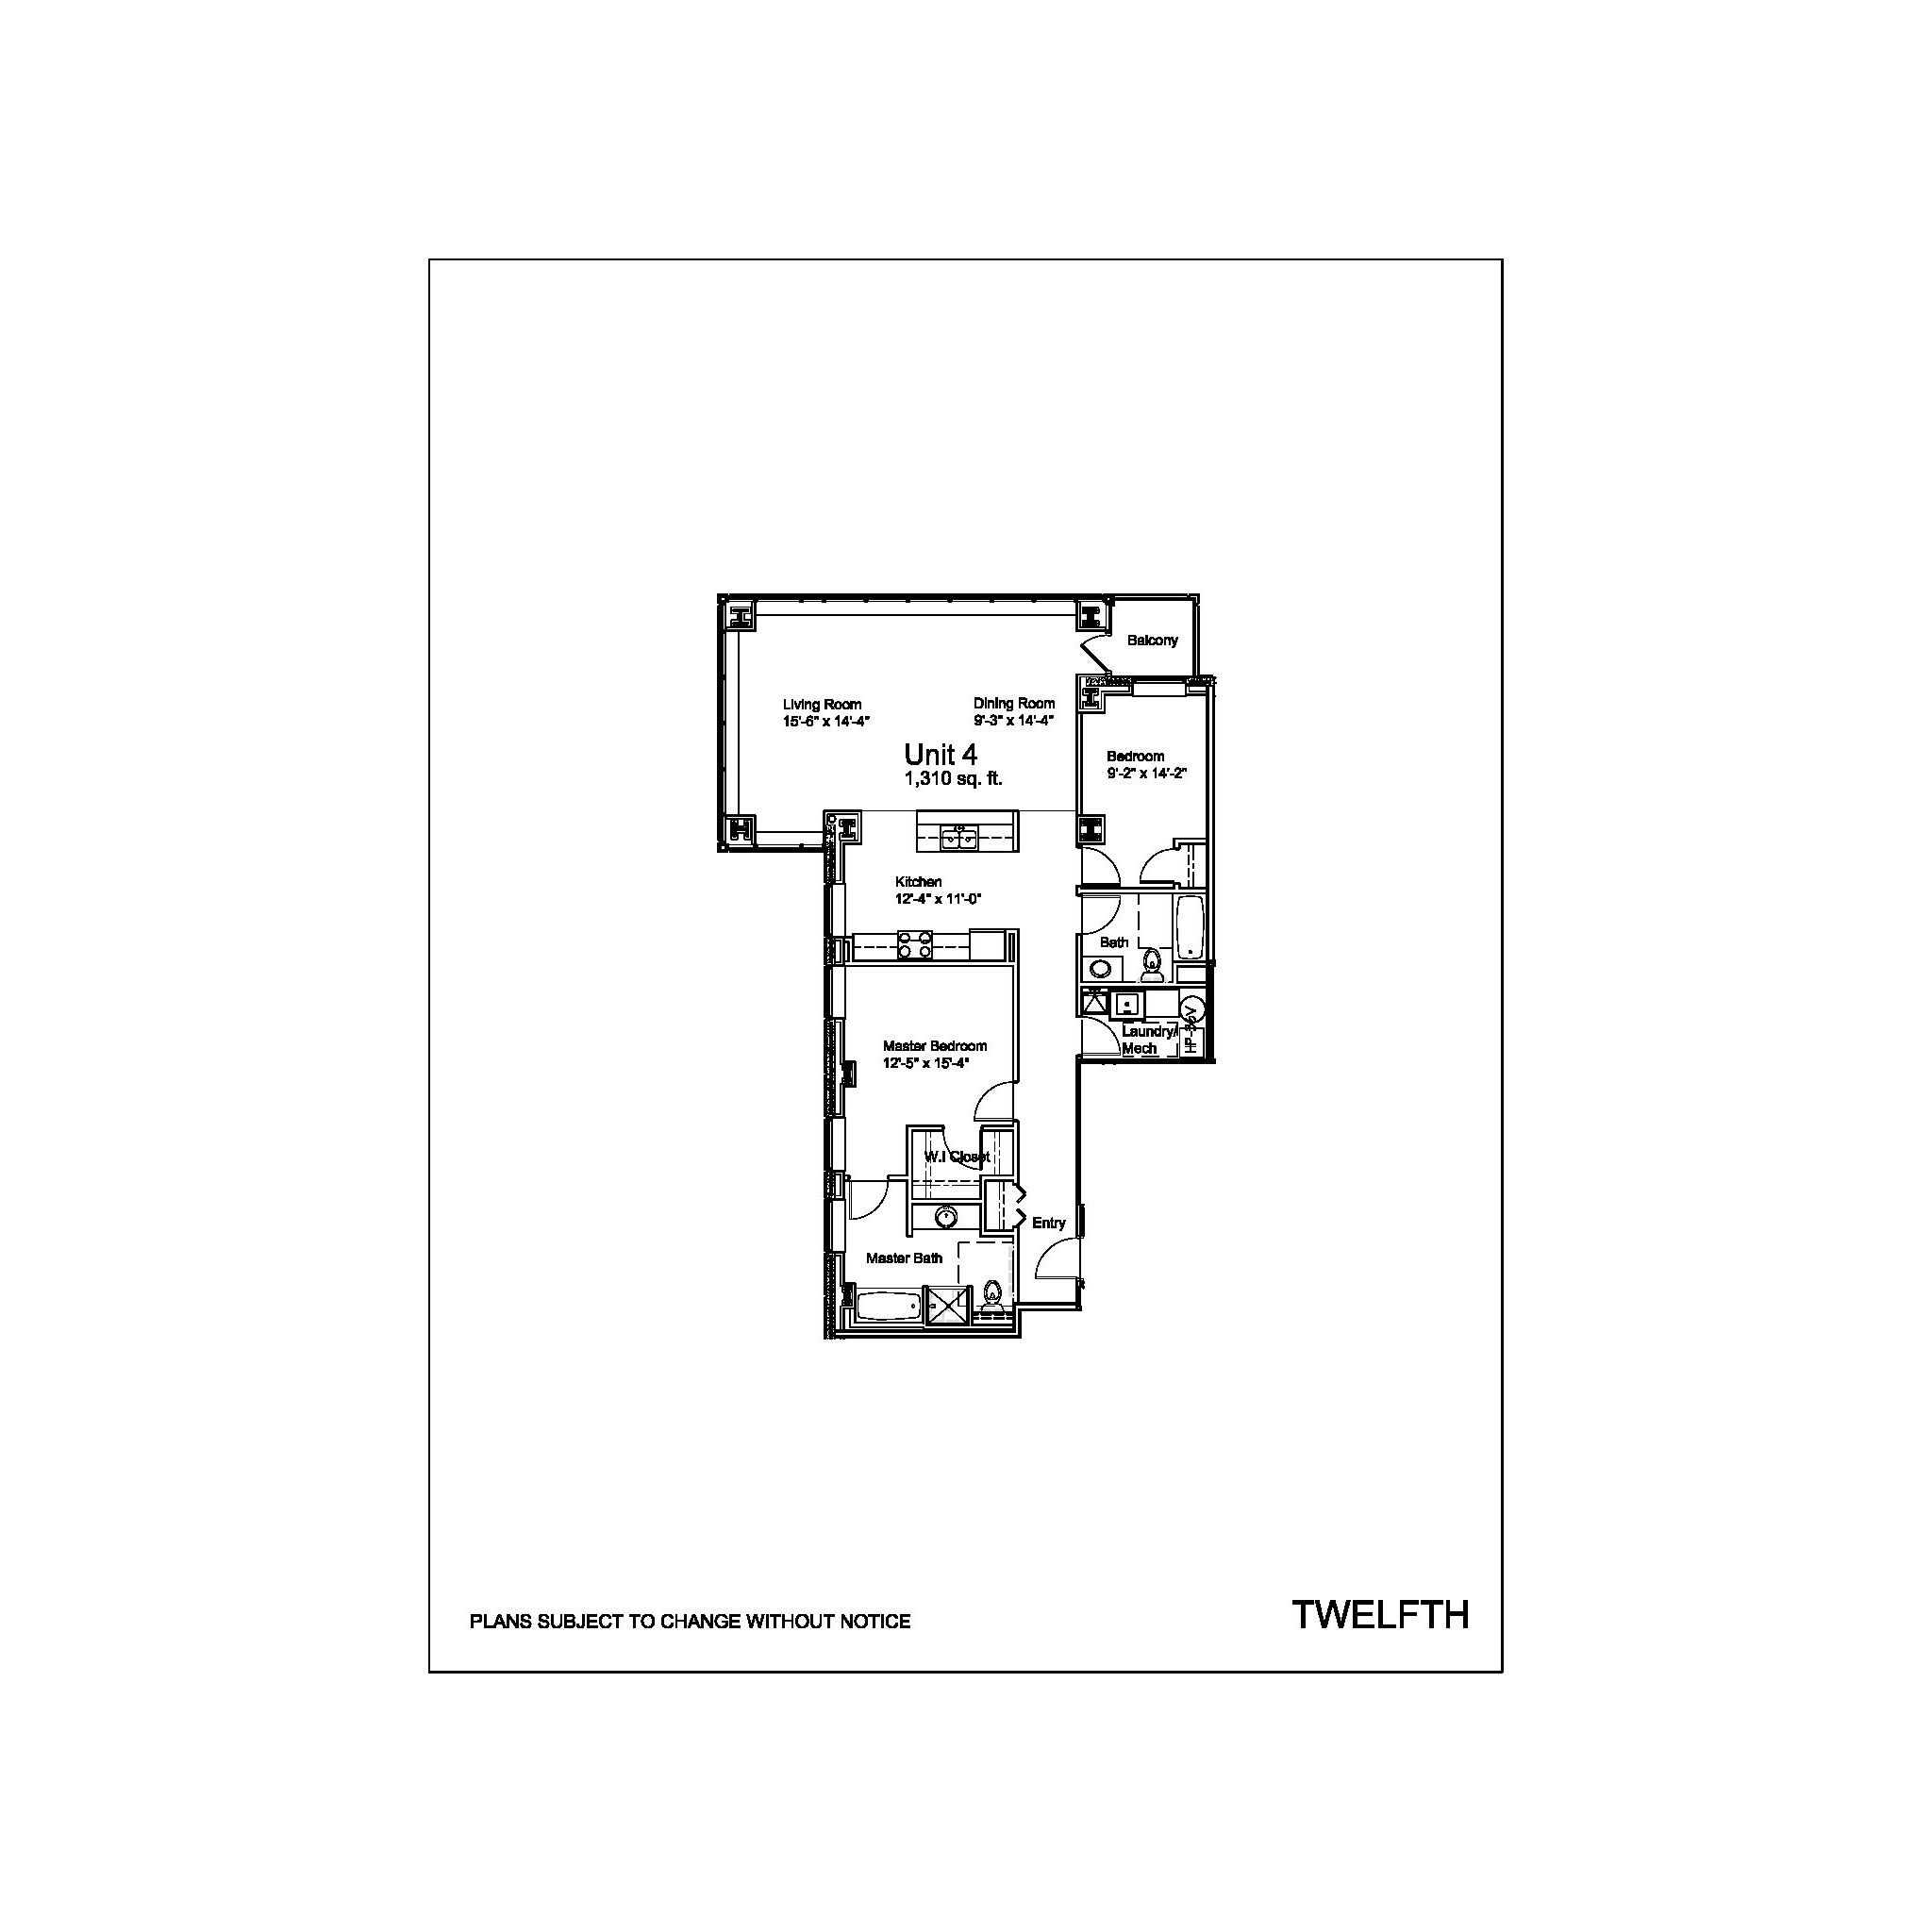 Balcony
Living Room
15'-6" x 14'-4"
Dining Room
9'-3" x 14'-4"
Unit 4
1,310 sq. ft.
Bedroom
9'-2" x 14'-2"
Kitchen
12'-4" x 11'-0"
Bath
Laundry/
Mech
Master Bedroom
12'-5" x 15'-4"
W.I Closet
Entry
Master Bath
PLANS SUBJECT TO CHANGE WITHOUT NOTICE
TWELFTH